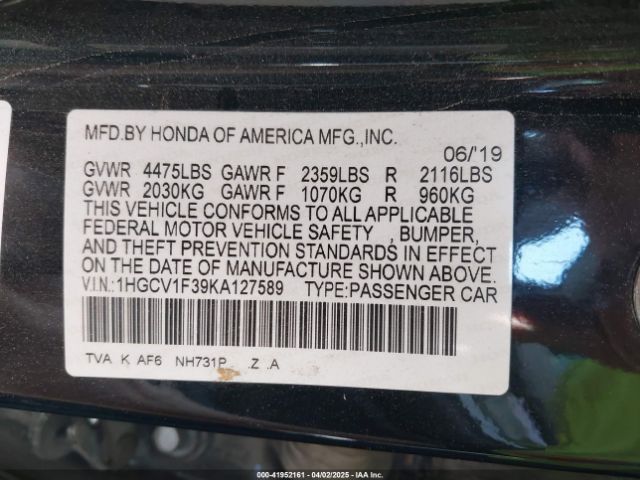 MFD.BY HONDA OF AMERICA MFG.,INC.
06/'19
GVWR 4475LBS GAWR F 2359LBS R 2116LBS
GVWR 2030KG GAWR F 1070KG R 960KG
THIS VEHICLE CONFORMS TO ALL APPLICABLE
FEDERAL MOTOR VEHICLE SAFETY , BUMPER,
AND THEFT PREVENTION STANDARDS IN EFFECT
ON THE DATE OF MANUFACTURE SHOWN ABOVE.
V.I.N.:1HGCV1F39KA127589 TYPE:PASSENGER CAR
TVA K AF6 NH731P .Z .A
000-41952161 - 04/02/2025 - IAA Inc.